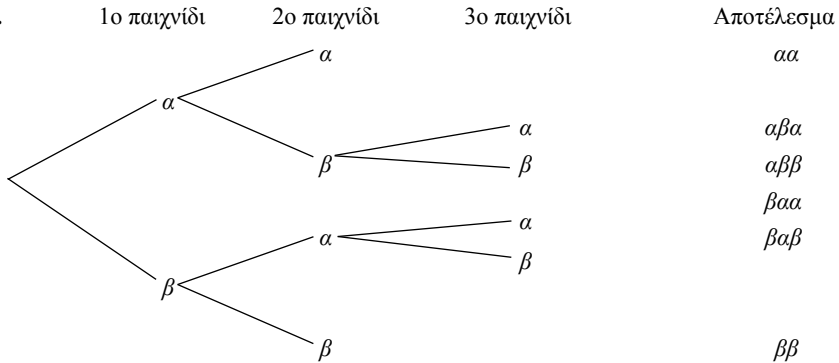 . 1ο παιχνίδι 2ο παιχνίδι 3ο παιχνίδι Αποτέλεσμα
α αα
α
α αβα
β β αββ
βαα
α
α βαβ
β
β
β ββ